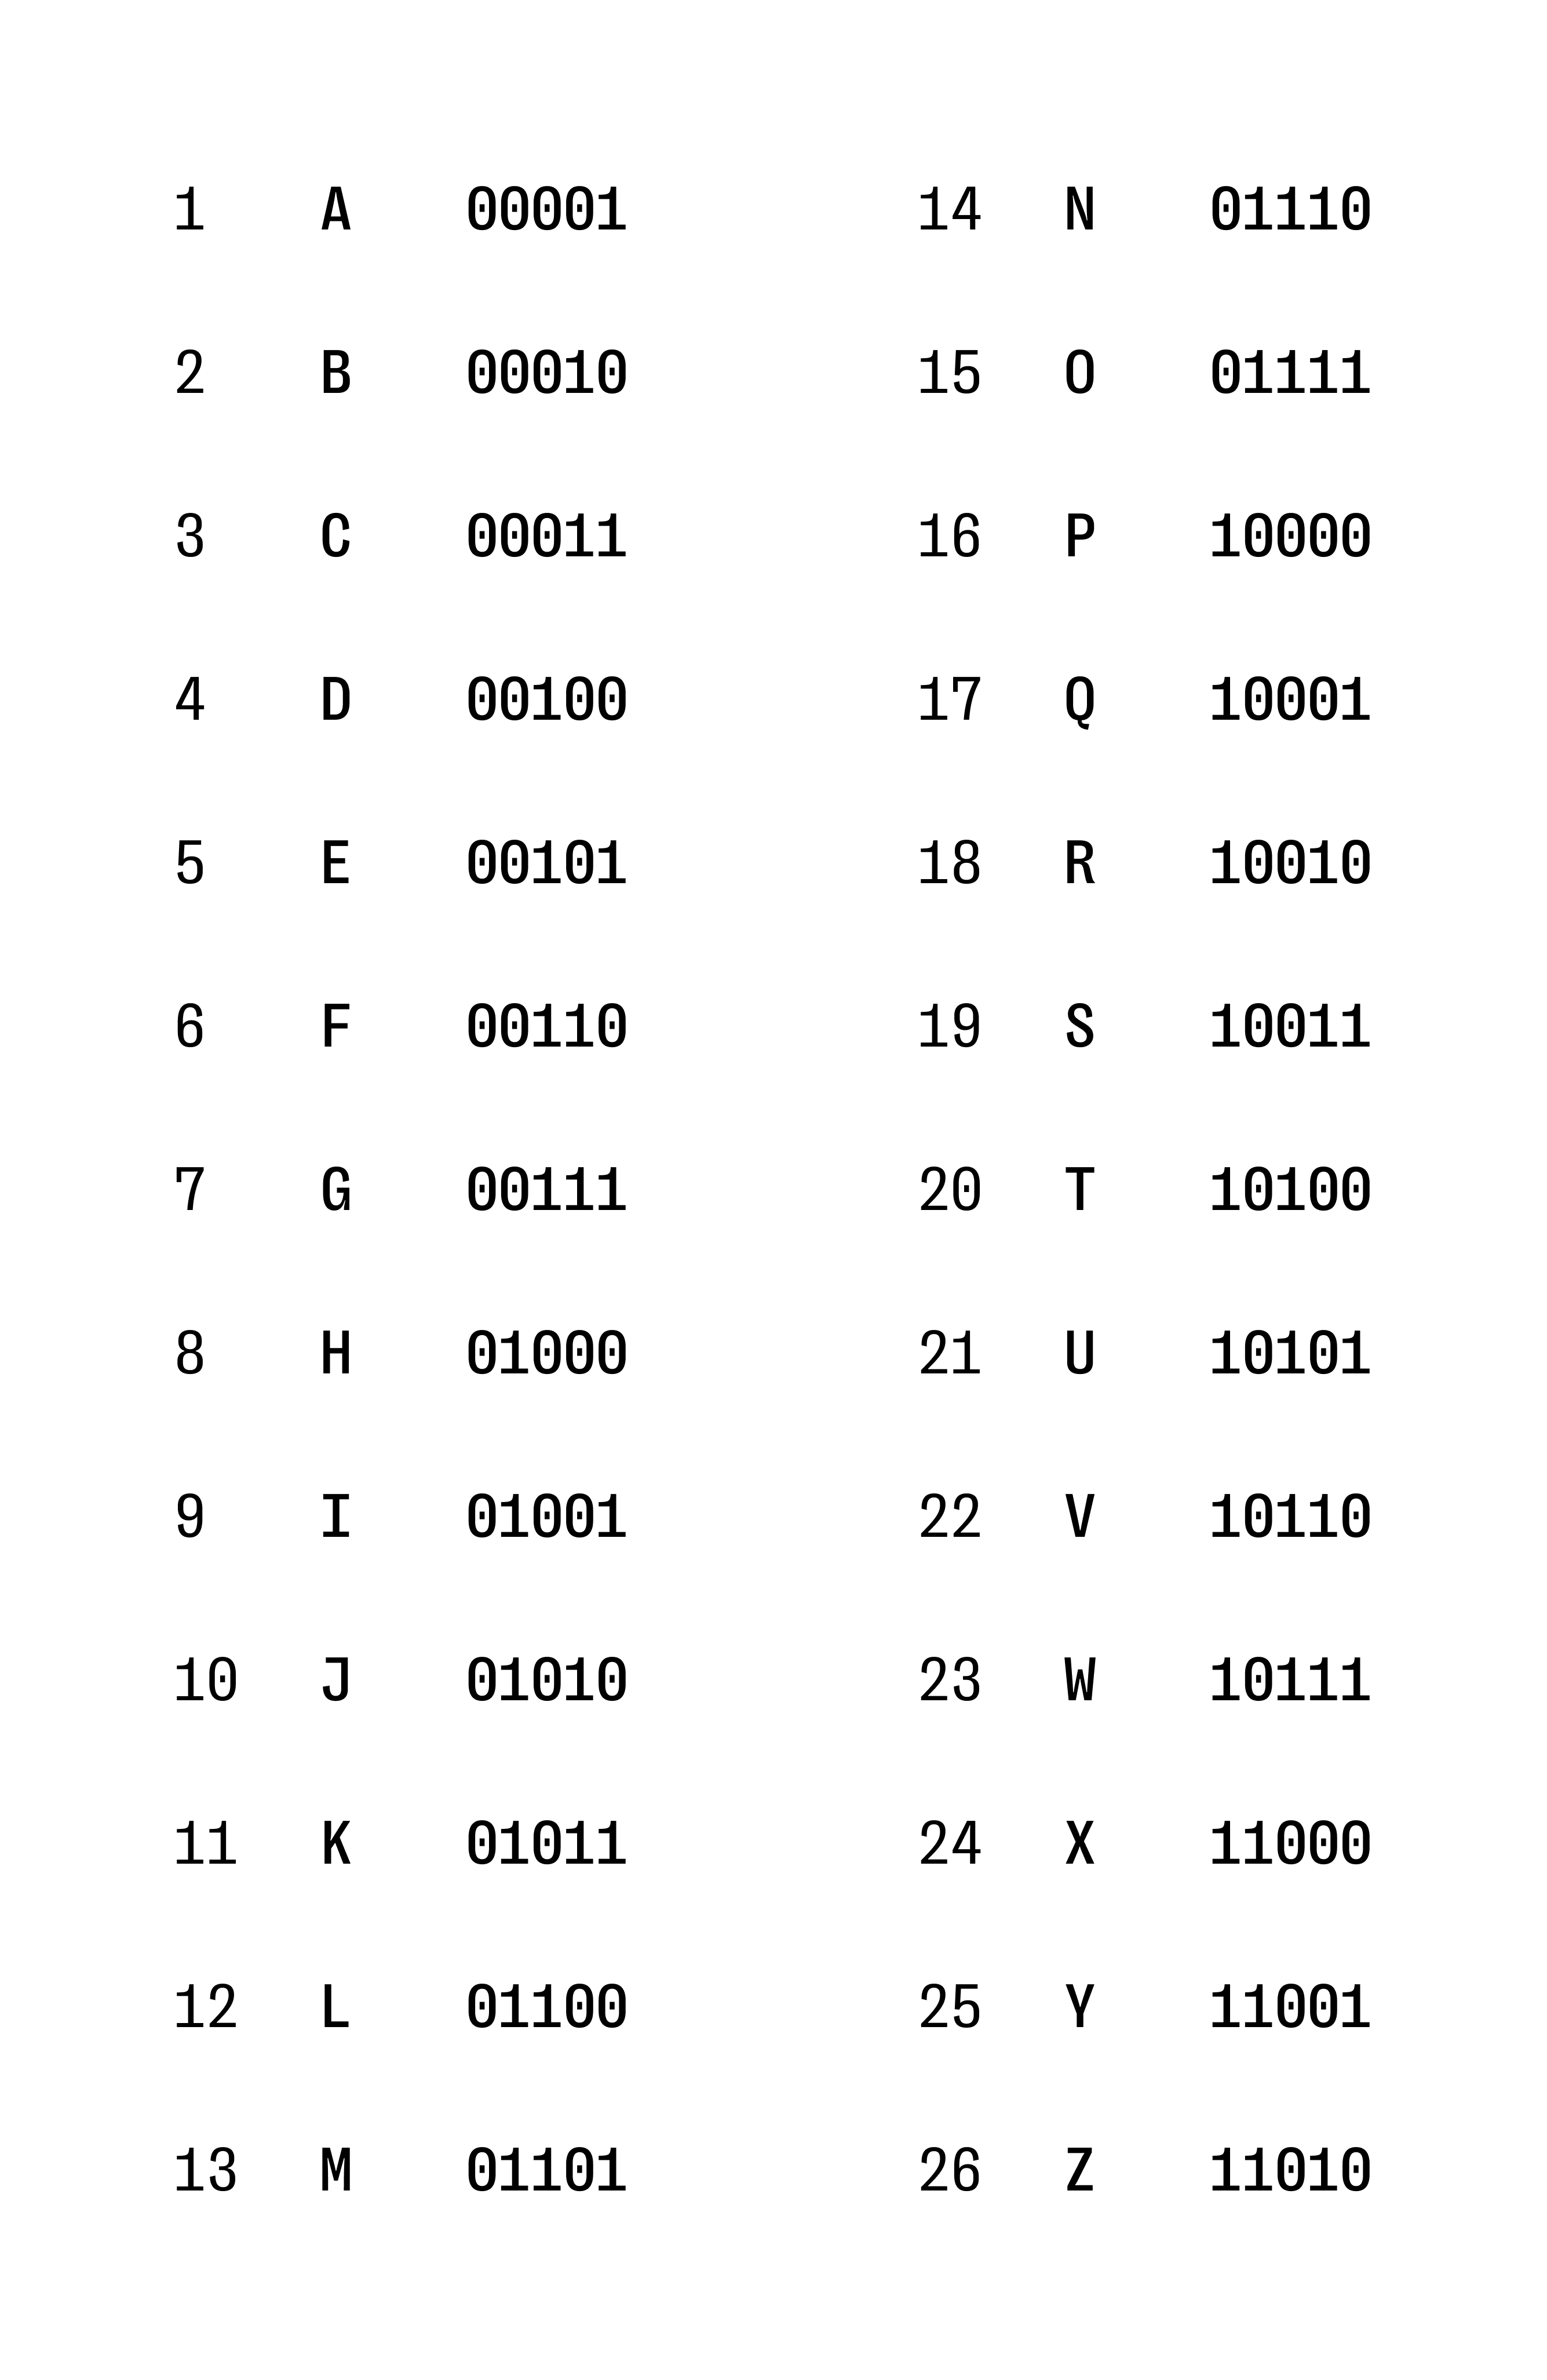 1 A 00001 14 N 01110
2 B 00010 15 O 01111
3 C 00011 16 P 10000
4 D 00100 17 Q 10001
5 E 00101 18 R 10010
6 F 00110 19 S 10011
7 G 00111 20 T 10100
8 H 01000 21 U 10101
9 I 01001 22 V 10110
10 J 01010 23 W 10111
11 K 01011 24 X 11000
12 L 01100 25 Y 11001
13 M 01101 26 Z 11010